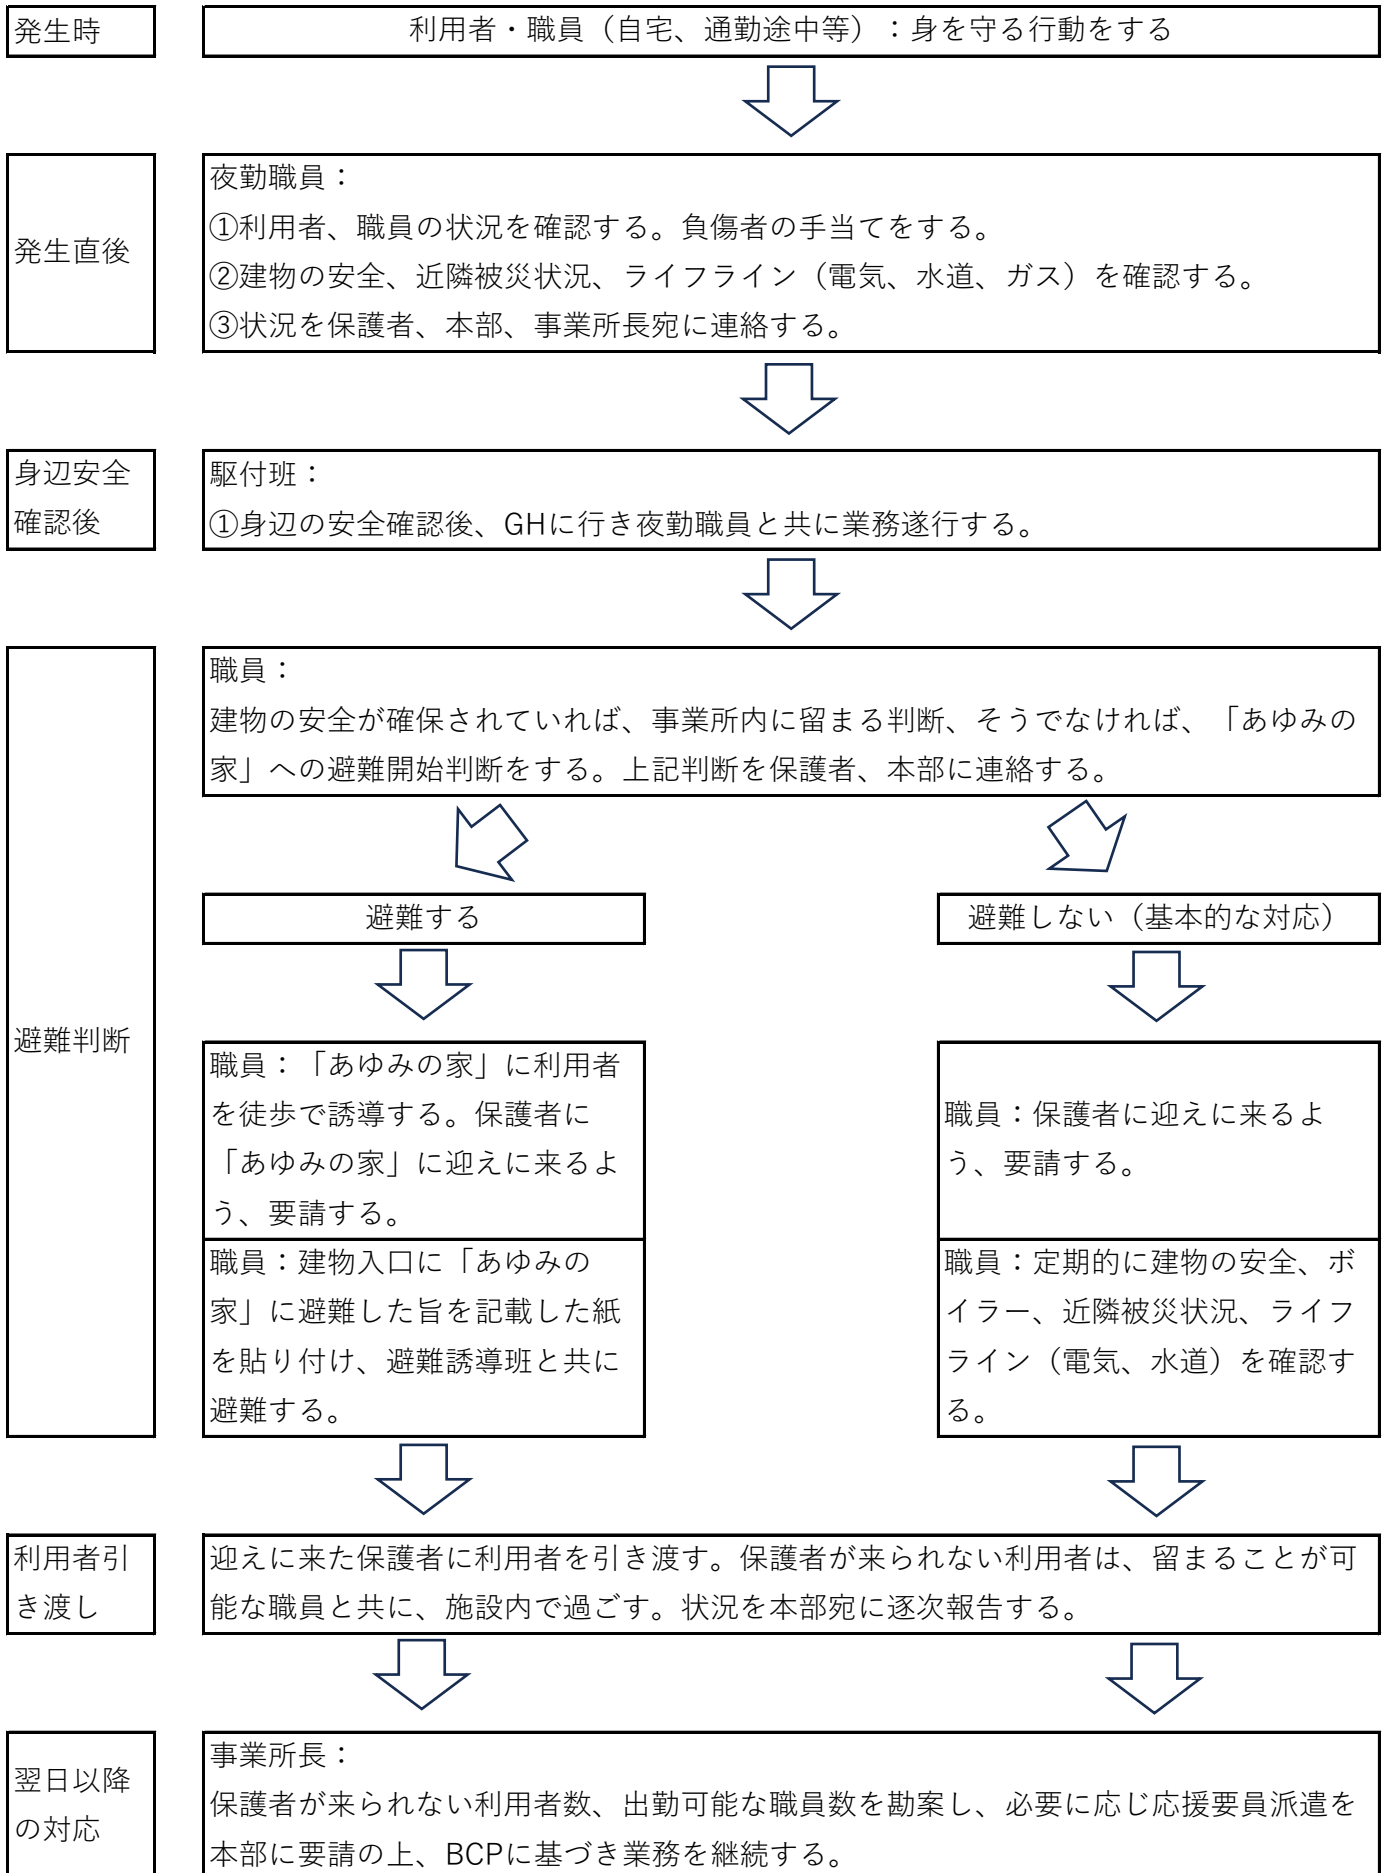 発生時
利用者・職員（自宅、通勤途中等）：身を守る行動をする
発生直後
夜勤職員：
①利用者、職員の状況を確認する。負傷者の手当てをする。
②建物の安全、近隣被災状況、ライフライン（電気、水道、ガス）を確認する。
③状況を保護者、本部、事業所長宛に連絡する。
身辺安全
確認後
駆付班：
①身辺の安全確認後、GHに行き夜勤職員と共に業務遂行する。
避難判断
職員：
建物の安全が確保されていれば、事業所内に留まる判断、そうでなければ、「あゆみの
家」への避難開始判断をする。上記判断を保護者、本部に連絡する。
避難する
職員：「あゆみの家」に利用者
を徒歩で誘導する。保護者に
「あゆみの家」に迎えに来るよ
う、要請する。
職員：建物入口に「あゆみの
家」に避難した旨を記載した紙
を貼り付け、避難誘導班と共に
避難する。
避難しない（基本的な対応）
職員：保護者に迎えに来るよ
う、要請する。
職員：定期的に建物の安全、ボ
イラー、近隣被災状況、ライフ
ライン（電気、水道）を確認す
る。
利用者引
き渡し
迎えに来た保護者に利用者を引き渡す。保護者が来られない利用者は、留まることが可
能な職員と共に、施設内で過ごす。状況を本部宛に逐次報告する。
翌日以降
の対応
事業所長：
保護者が来られない利用者数、出勤可能な職員数を勘案し、必要に応じ応援要員派遣を
本部に要請の上、BCPに基づき業務を継続する。